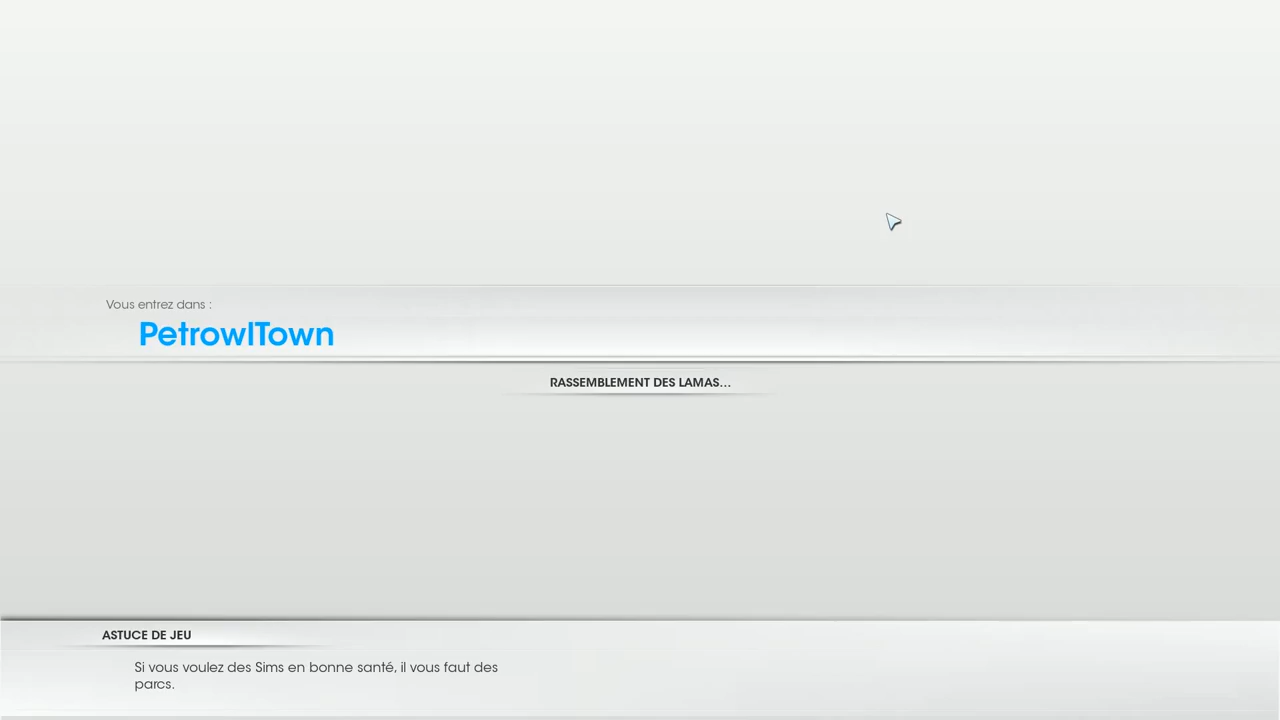 Vous entrez dans :
PetrowlTown
RASSEMBLEMENT DES LAMAS...
ASTUCE DE JEU
Si vous voulez des Sims en bonne santé, il vous faut des
parcs.